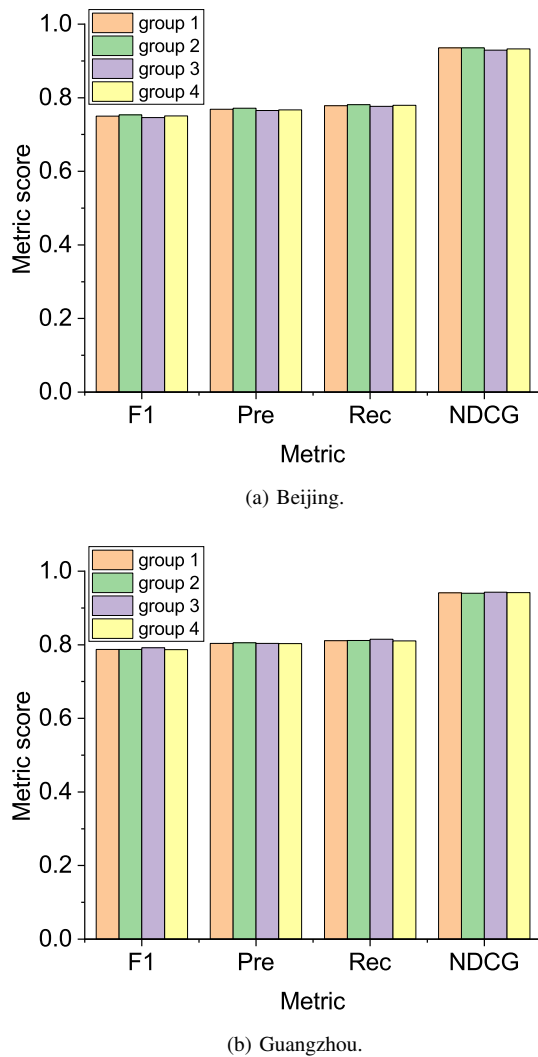 group 1
group 2
group 3
group 4
1.0
0.8
0.6
0.4
0.2
0.0
Metric score
F1 Pre Rec NDCG
Metric
(a) Beijing.
group 1
group 2
group 3
group 4
1.0
0.8
0.6
0.4
0.2
0.0
Metric score
F1 Pre Rec NDCG
Metric
(b) Guangzhou.